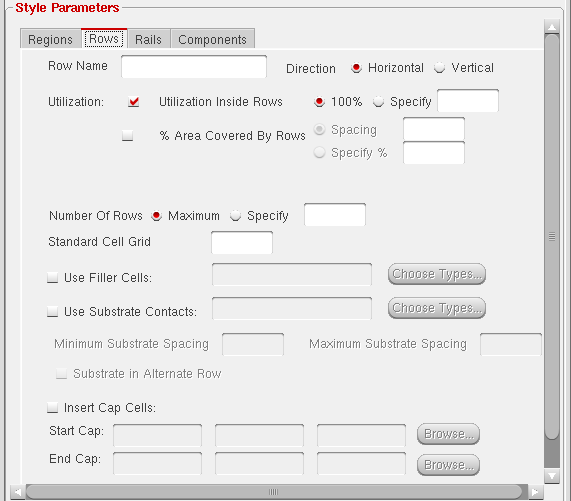 Style Parameters
Regions Rows Rails Components
Row Name Direction Horizontal Vertical
Utilization: Utilization Inside Rows 100% Specify
% Area Covered By Rows Spacing
Specify %
Number Of Rows Maximum Specify
Standard Cell Grid
Use Filler Cells: Choose Types...
Use Substrate Contacts: Choose Types...
Minimum Substrate Spacing Maximum Substrate Spacing
Substrate in Alternate Row
Insert Cap Cells:
Start Cap: Browse...
End Cap: Browse...